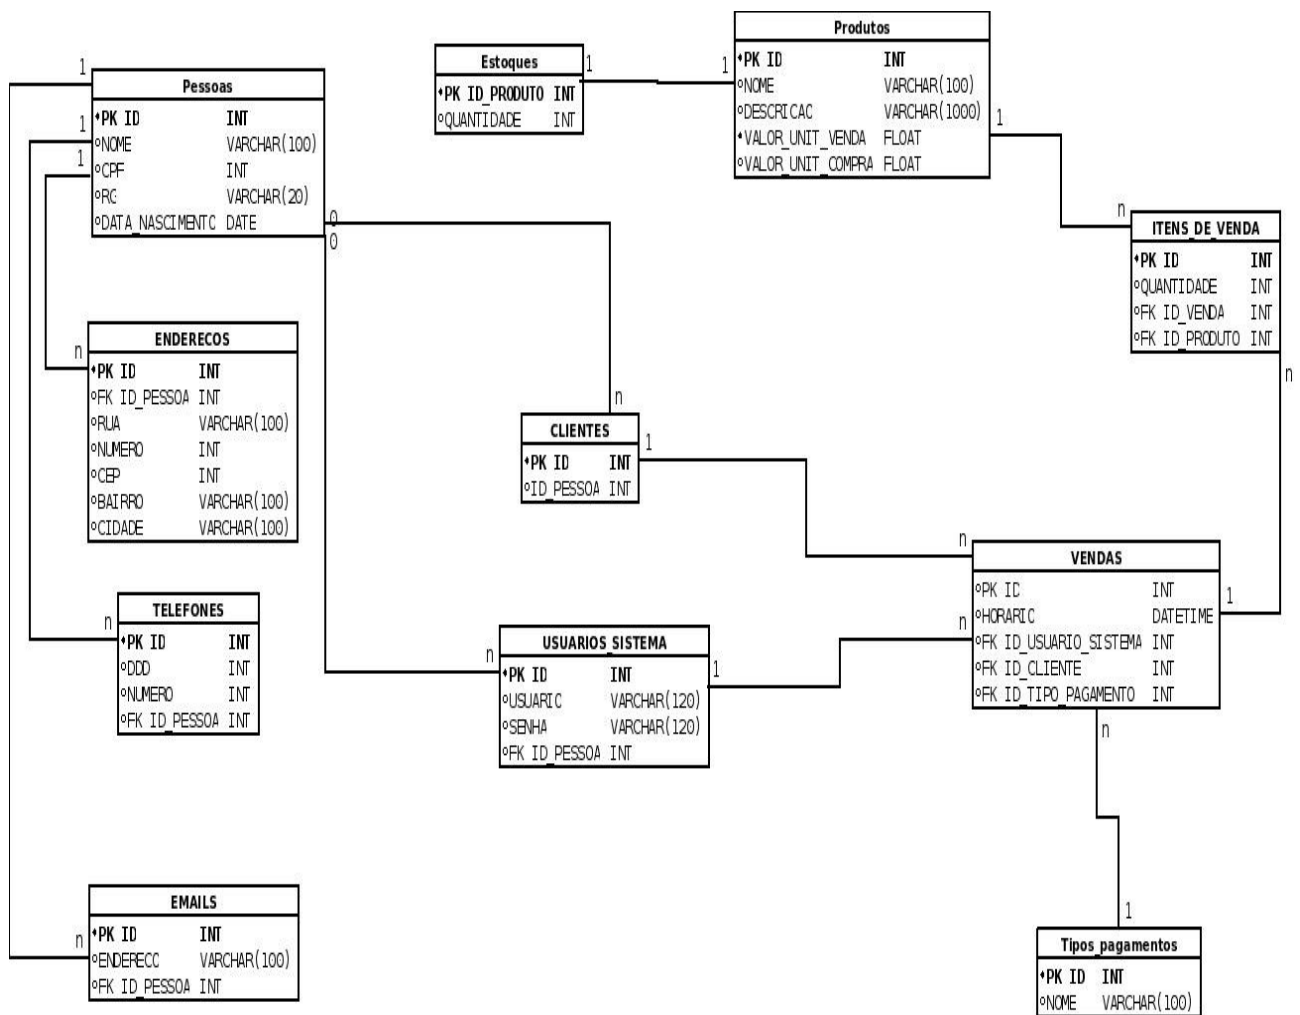 Pessoas
PK ID INT
NOME VARCHAR(100)
CPF INT
RG VARCHAR(20)
DATA_NASCIMENTO DATE
1
1
1
0
0
Estoques
PK ID_PRODUTO INT
QUANTIDADE INT
1
1
Produtos
PK ID INT
NOME VARCHAR(100)
DESCRICAO VARCHAR(1000)
VALOR_UNIT_VENDA FLOAT
VALOR_UNIT_COMPRA FLOAT
1
n
ITENS_DE_VENDA
PK ID INT
QUANTIDADE INT
FK ID_VENDA INT
FK ID_PRODUTO INT
n
n
ENDERECOS
PK ID INT
FK ID_PESSOA INT
RUA VARCHAR(100)
NUMERO INT
CEP INT
BAIRRO VARCHAR(100)
CIDADE VARCHAR(100)
n
CLIENTES
PK ID INT
ID_PESSOA INT
1
n
VENDAS
PK ID INT
HORARIO DATETIME
FK ID_USUARIO_SISTEMA INT
FK ID_CLIENTE INT
FK ID_TIPO_PAGAMENTO INT
1
n
n
n
TELEFONES
PK ID INT
DDD INT
NUMERO INT
FK ID_PESSOA INT
n
USUARIOS_SISTEMA
PK ID INT
USUARIO VARCHAR(120)
SENHA VARCHAR(120)
FK ID_PESSOA INT
1
n
EMAILS
PK ID INT
ENDERECO VARCHAR(100)
FK ID_PESSOA INT
1
Tipos_pagamentos
PK ID INT
NOME VARCHAR(100)